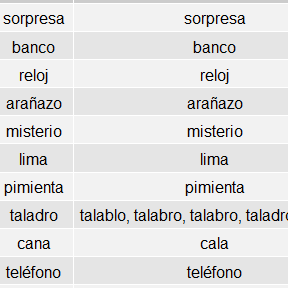 sorpresa sorpresa
banco banco
reloj reloj
arañazo arañazo
misterio misterio
lima lima
pimienta pimienta
taladro talablo, talabro, talabro, taladro
cana cala
teléfono teléfono